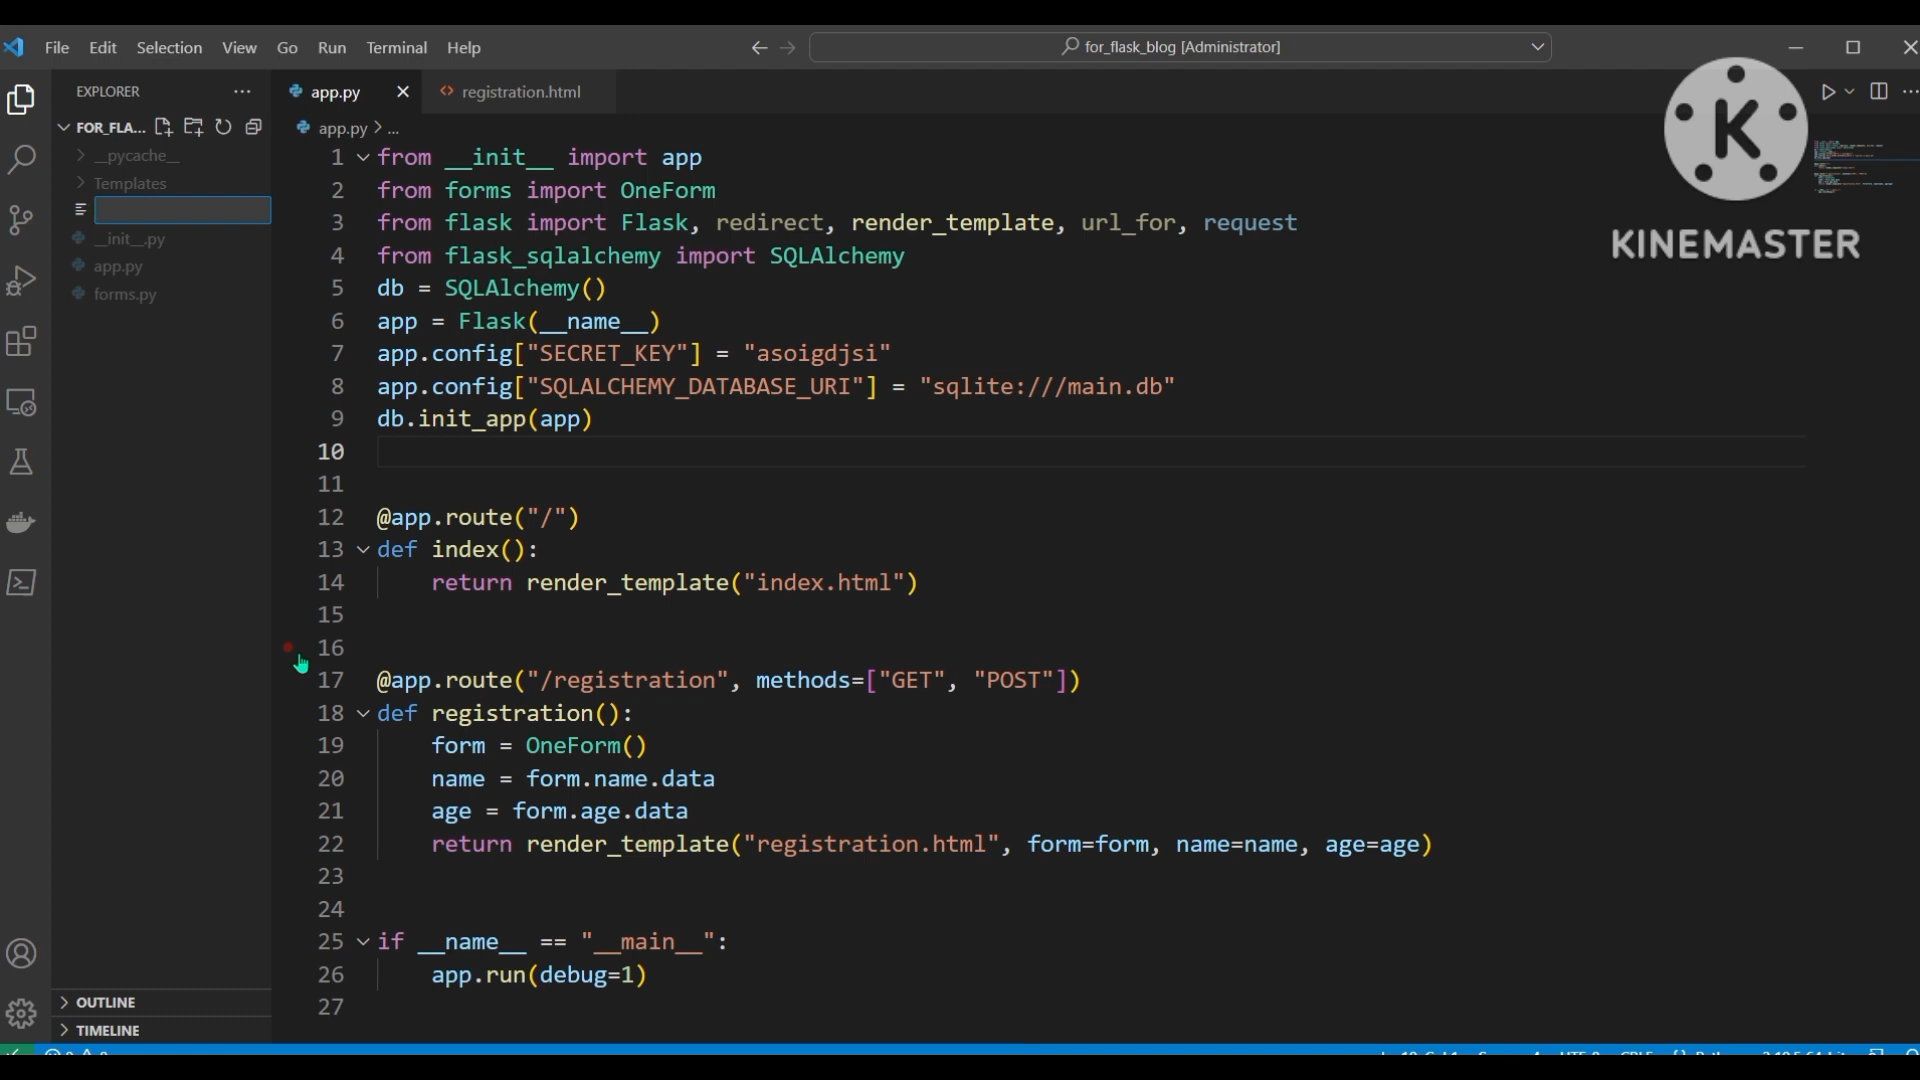 File Edit Selection View Go Run Terminal Help
for_flask_blog [Administrator]
EXPLORER
app.py
registration.html
FOR_FLA...
app.py > ...
__pycache__
Templates
__init__.py
app.py
forms.py
1 from __init__ import app
2 from forms import OneForm
3 from flask import Flask, redirect, render_template, url_for, request
4 from flask_sqlalchemy import SQLAlchemy
5 db = SQLAlchemy()
6 app = Flask(__name__)
7 app.config["SECRET_KEY"] = "asoigdjsi"
8 app.config["SQLALCHEMY_DATABASE_URI"] = "sqlite:///main.db"
9 db.init_app(app)
10
11
12 @app.route("/")
13 def index():
14 return render_template("index.html")
15
16
17 @app.route("/registration", methods=["GET", "POST"])
18 def registration():
19 form = OneForm()
20 name = form.name.data
21 age = form.age.data
22 return render_template("registration.html", form=form, name=name, age=age)
23
24
25 if __name__ == "__main__":
26 app.run(debug=1)
27
OUTLINE
TIMELINE
K
KINEMASTER